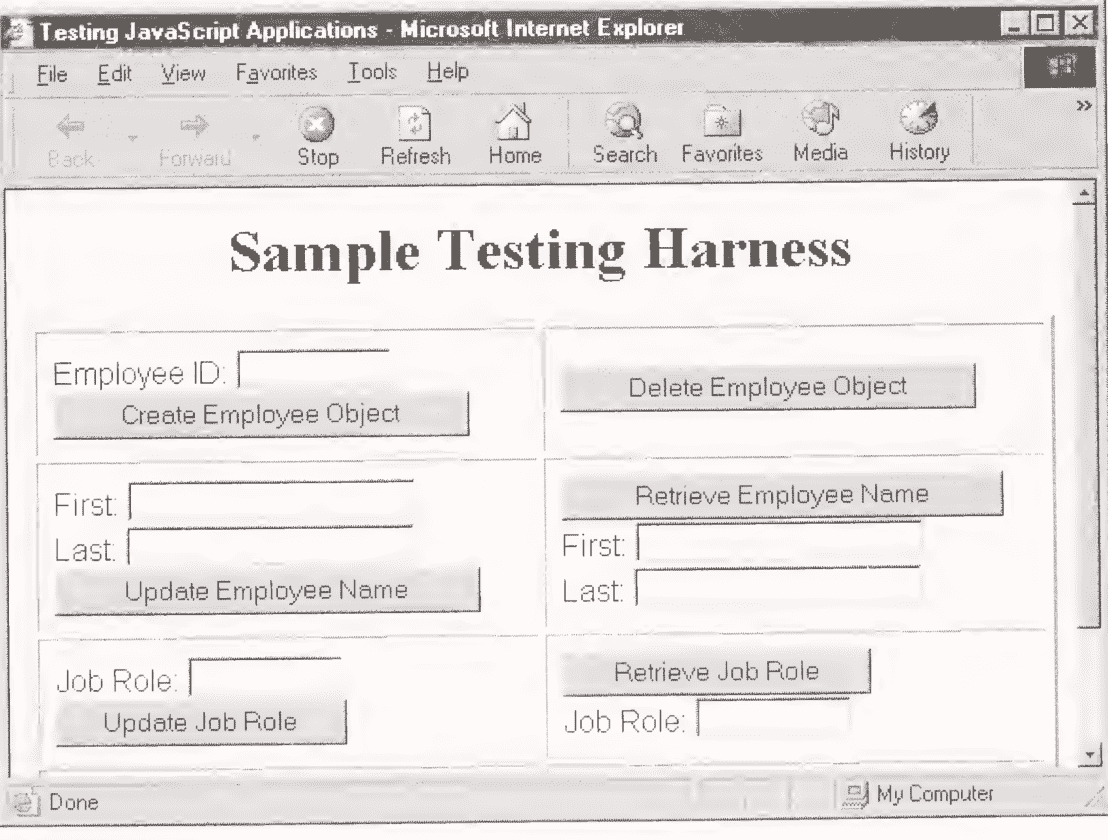 Testing JavaScript Applications - Microsoft Internet Explorer
File Edit View Favorites Tools Help
»
Back Forward Stop Refresh Home Search Favorites Media History
Sample Testing Harness
Employee ID:
Create Employee Object
Delete Employee Object
First:
Last:
Update Employee Name
Retrieve Employee Name
First:
Last:
Job Role:
Update Job Role
Retrieve Job Role
Job Role:
Done My Computer